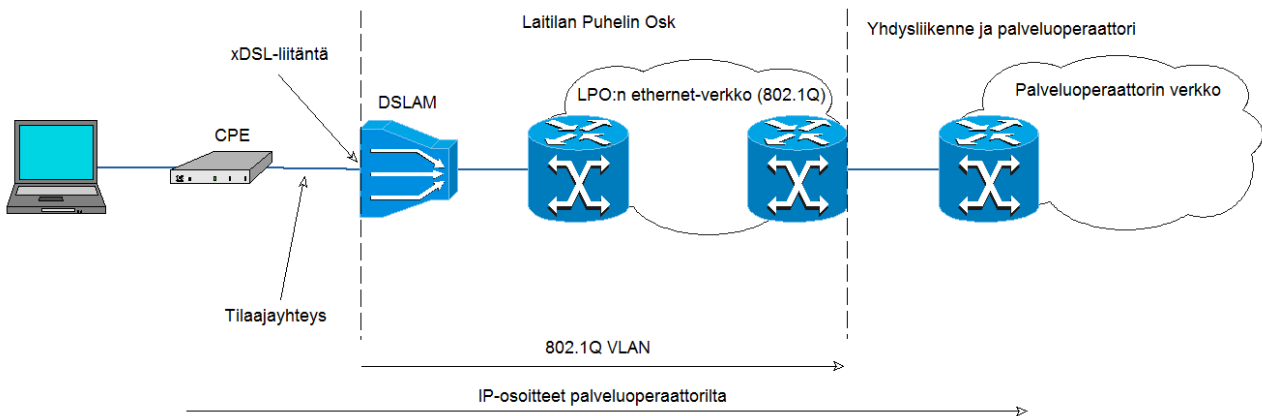 Laitilan Puhelin Osk
Yhdysliikenne ja palveluoperaattori
xDSL-liitäntä
DSLAM
LPO:n ethernet-verkko (802.1Q)
Palveluoperaattorin verkko
CPE
Tilaajayhteys
802.1Q VLAN
IP-osoitteet palveluoperaattorilta